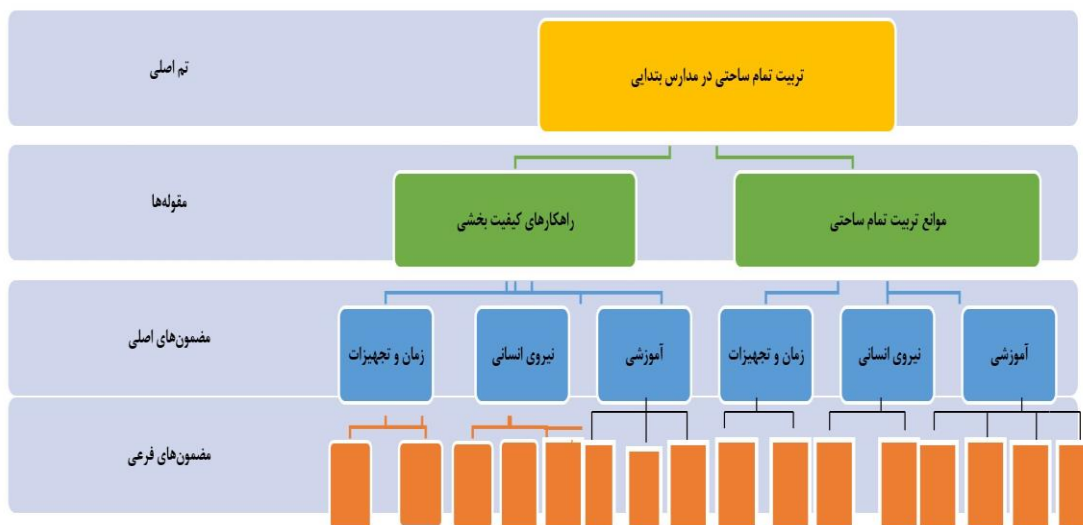 تم اصلی
تربیت تمام ساحتی در مدارس بتدایی
مقوله‌ها
موانع تربیت تمام ساحتی
راهکارهای کیفیت بخشی
مضمون‌های اصلی
آموزشی
نیروی انسانی
زمان و تجهیزات
آموزشی
نیروی انسانی
زمان و تجهیزات
مضمون‌های فرعی